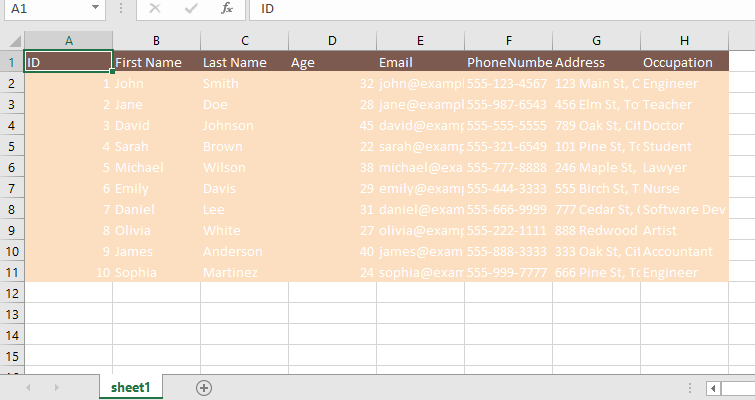 A1 fx ID
A B C D E F G H
1 ID First Name Last Name Age Email PhoneNumbe Address Occupation
2 1 John Smith 32 john@exampl 555-123-4567 123 Main St, C Engineer
3 2 Jane Doe 28 jane@exampl 555-987-6543 456 Elm St, To Teacher
4 3 David Johnson 45 david@examp 555-555-5555 789 Oak St, Cit Doctor
5 4 Sarah Brown 22 sarah@examp 555-321-6549 101 Pine St, To Student
6 5 Michael Wilson 38 michael@exa 555-777-8888 246 Maple St, Lawyer
7 6 Emily Davis 29 emily@examp 555-444-3333 555 Birch St, T Nurse
8 7 Daniel Lee 31 daniel@exam 555-666-9999 777 Cedar St, Software Dev
9 8 Olivia White 27 olivia@examp 555-222-1111 888 Redwood Artist
10 9 James Anderson 40 james@exam 555-888-3333 333 Oak St, Cit Accountant
11 10 Sophia Martinez 24 sophia@exam 555-999-7777 666 Pine St, To Engineer
12
13
14
15
sheet1